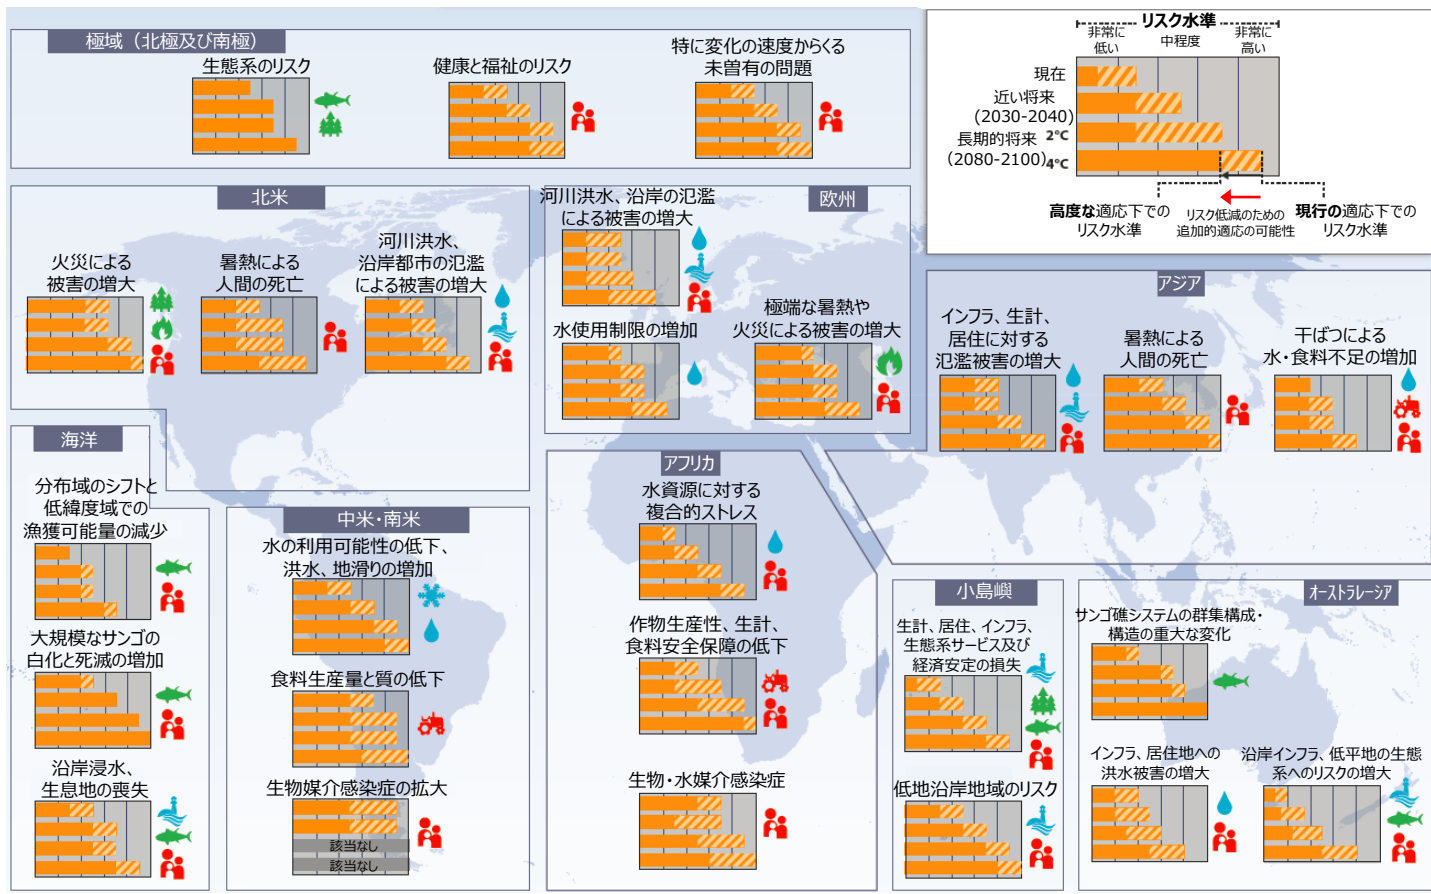 極域（北極及び南極）
生態系のリスク
健康と福祉のリスク
特に変化の速度からくる
未曽有の問題
リスク水準
非常に
低い
中程度
非常に
高い
現在
近い将来
(2030-2040)
長期的将来
(2080-2100)
2℃
4℃
高度な適応下での
リスク水準
リスク低減のための
追加的適応の可能性
現行の適応下での
リスク水準
北米
火災による
被害の増大
暑熱による
人間の死亡
河川洪水、
沿岸都市の氾濫
による被害の増大
欧州
河川洪水、沿岸の氾濫
による被害の増大
水使用制限の増加
極端な暑熱や
火災による被害の増大
アジア
インフラ、生計、
居住に対する
氾濫被害の増大
暑熱による
人間の死亡
干ばつによる
水・食料不足の増加
海洋
分布域のシフトと
低緯度域での
漁獲可能量の減少
大規模なサンゴの
白化と死滅の増加
沿岸浸水、
生息地の喪失
中米・南米
水の利用可能性の低下、
洪水、地滑りの増加
食料生産量と質の低下
生物媒介感染症の拡大
該当なし
該当なし
アフリカ
水資源に対する
複合的ストレス
作物生産性、生計、
食料安全保障の低下
生物・水媒介感染症
小島嶼
生計、居住、インフラ、
生態系サービス及び
経済安定の損失
低地沿岸地域のリスク
オーストラレーシア
サンゴ礁システムの群集構成・
構造の重大な変化
インフラ、居住地への
洪水被害の増大
沿岸インフラ、低平地の生態
系へのリスクの増大